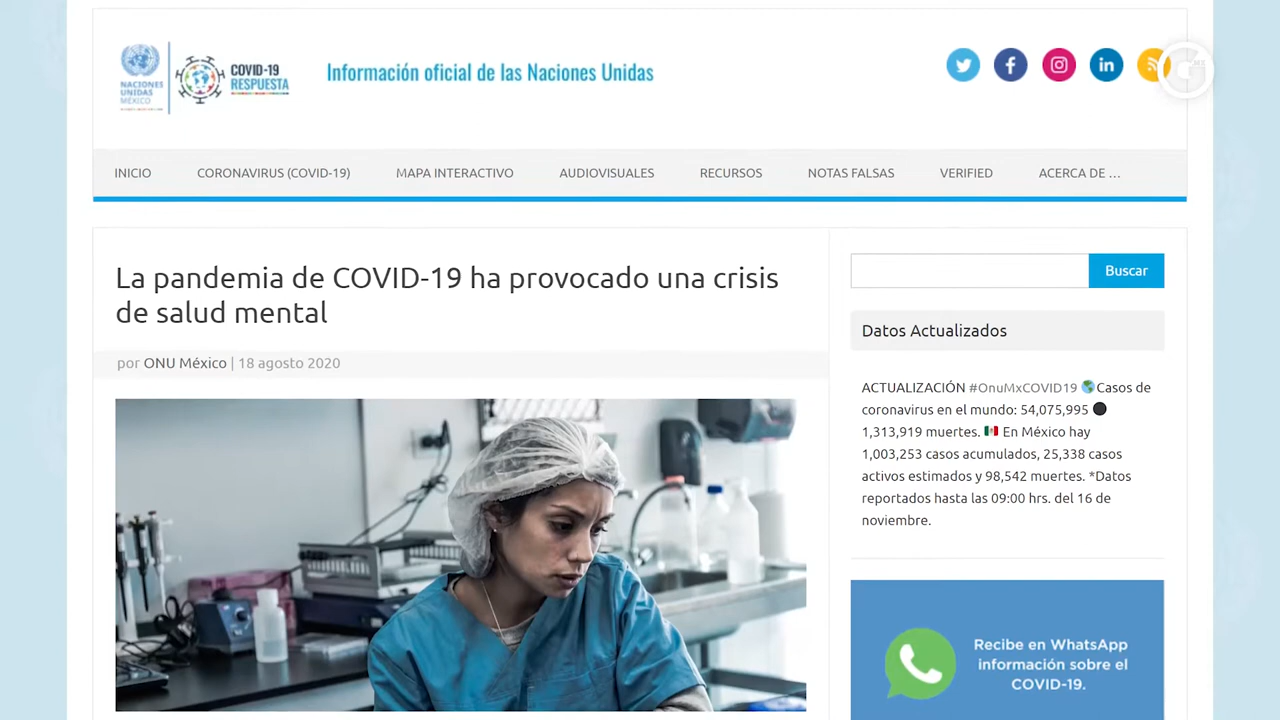 NACIONES
UNIDAS
MÉXICO
COVID-19
RESPUESTA
Información oficial de las Naciones Unidas
INICIO
CORONAVIRUS (COVID-19)
MAPA INTERACTIVO
AUDIOVISUALES
RECURSOS
NOTAS FALSAS
VERIFIED
ACERCA DE ...
La pandemia de COVID-19 ha provocado una crisis
de salud mental
por ONU México | 18 agosto 2020
Buscar
Datos Actualizados
ACTUALIZACIÓN #OnuMxCOVID19 🌎Casos de
coronavirus en el mundo: 54,075,995 ⚫
1,313,919 muertes. 🇲🇽 En México hay
1,003,253 casos acumulados, 25,338 casos
activos estimados y 98,542 muertes. *Datos
reportados hasta las 09:00 hrs. del 16 de
noviembre.
Recibe en WhatsApp
información sobre el
COVID-19.